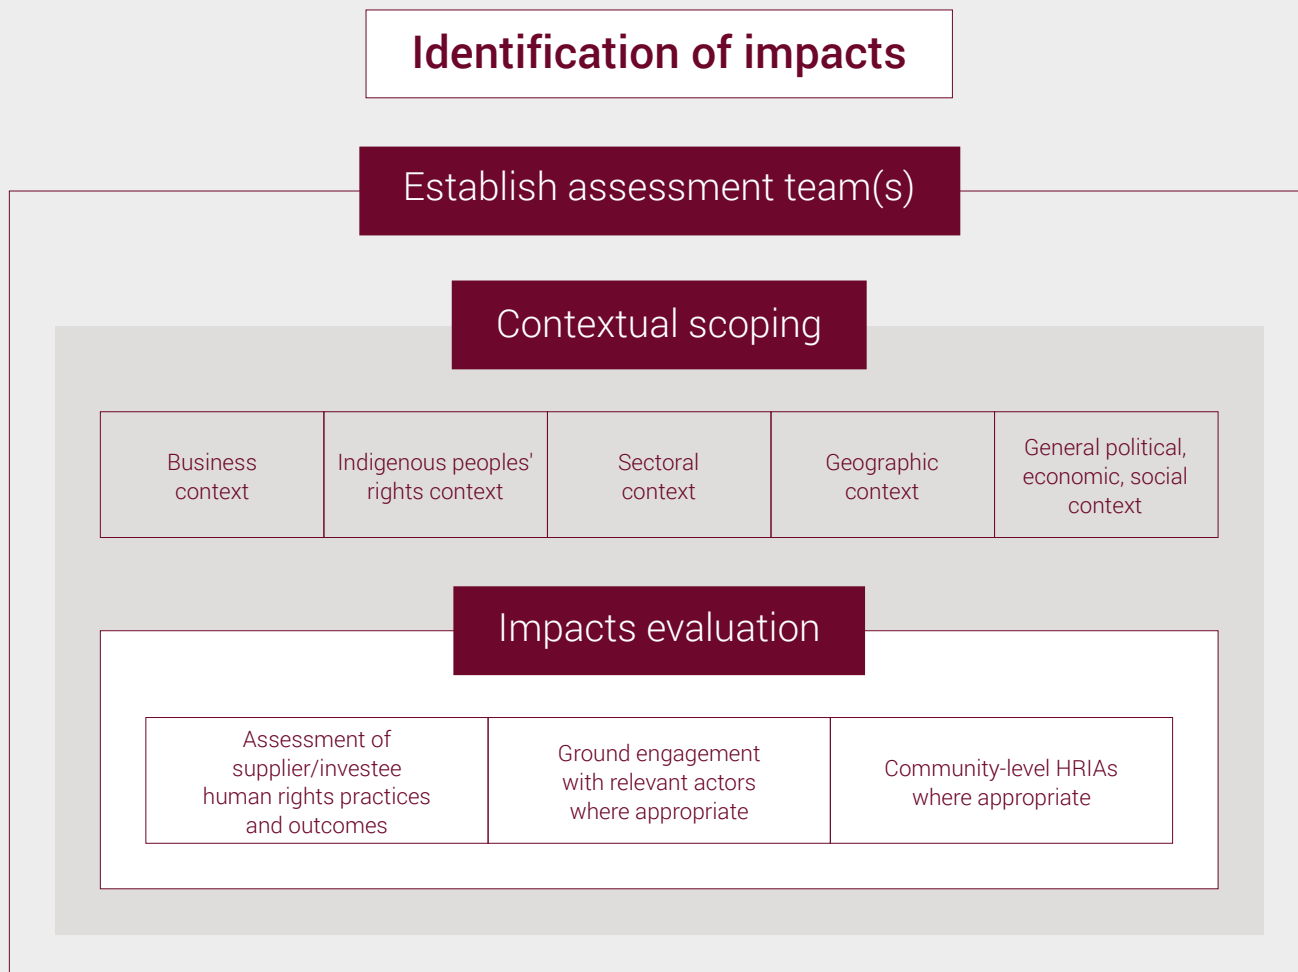 Identification of impacts
Establish assessment team(s)
Contextual scoping
Business
context
Indigenous peoples'
rights context
Sectoral
context
Geographic
context
General political,
economic, social
context
Impacts evaluation
Assessment of
supplier/investee
human rights practices
and outcomes
Ground engagement
with relevant actors
where appropriate
Community-level HRIAs
where appropriate